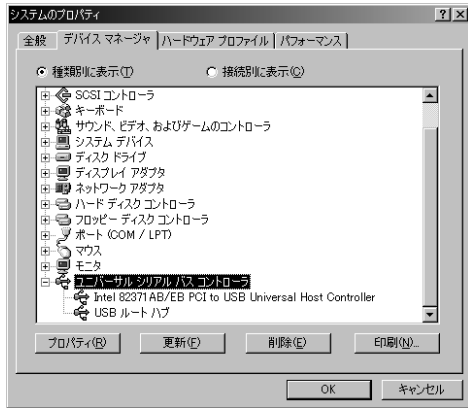 システムのプロパティ
全般 デバイス マネージャ ハードウェア プロファイル パフォーマンス
種類別に表示(T) 接続別に表示(C)
SCSI コントローラ
キーボード
サウンド、ビデオ、およびゲームのコントローラ
システム デバイス
ディスク ドライブ
ディスプレイ アダプタ
ネットワーク アダプタ
ハード ディスク コントローラ
フロッピー ディスク コントローラ
ポート (COM / LPT)
マウス
モニタ
ユニバーサル シリアル バス コントローラ
Intel 82371AB/EB PCI to USB Universal Host Controller
USB ルート ハブ
プロパティ(R) 更新(F) 削除(E) 印刷(N)...
OK キャンセル